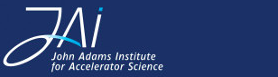 JAi
John Adams Institute
for Accelerator Science